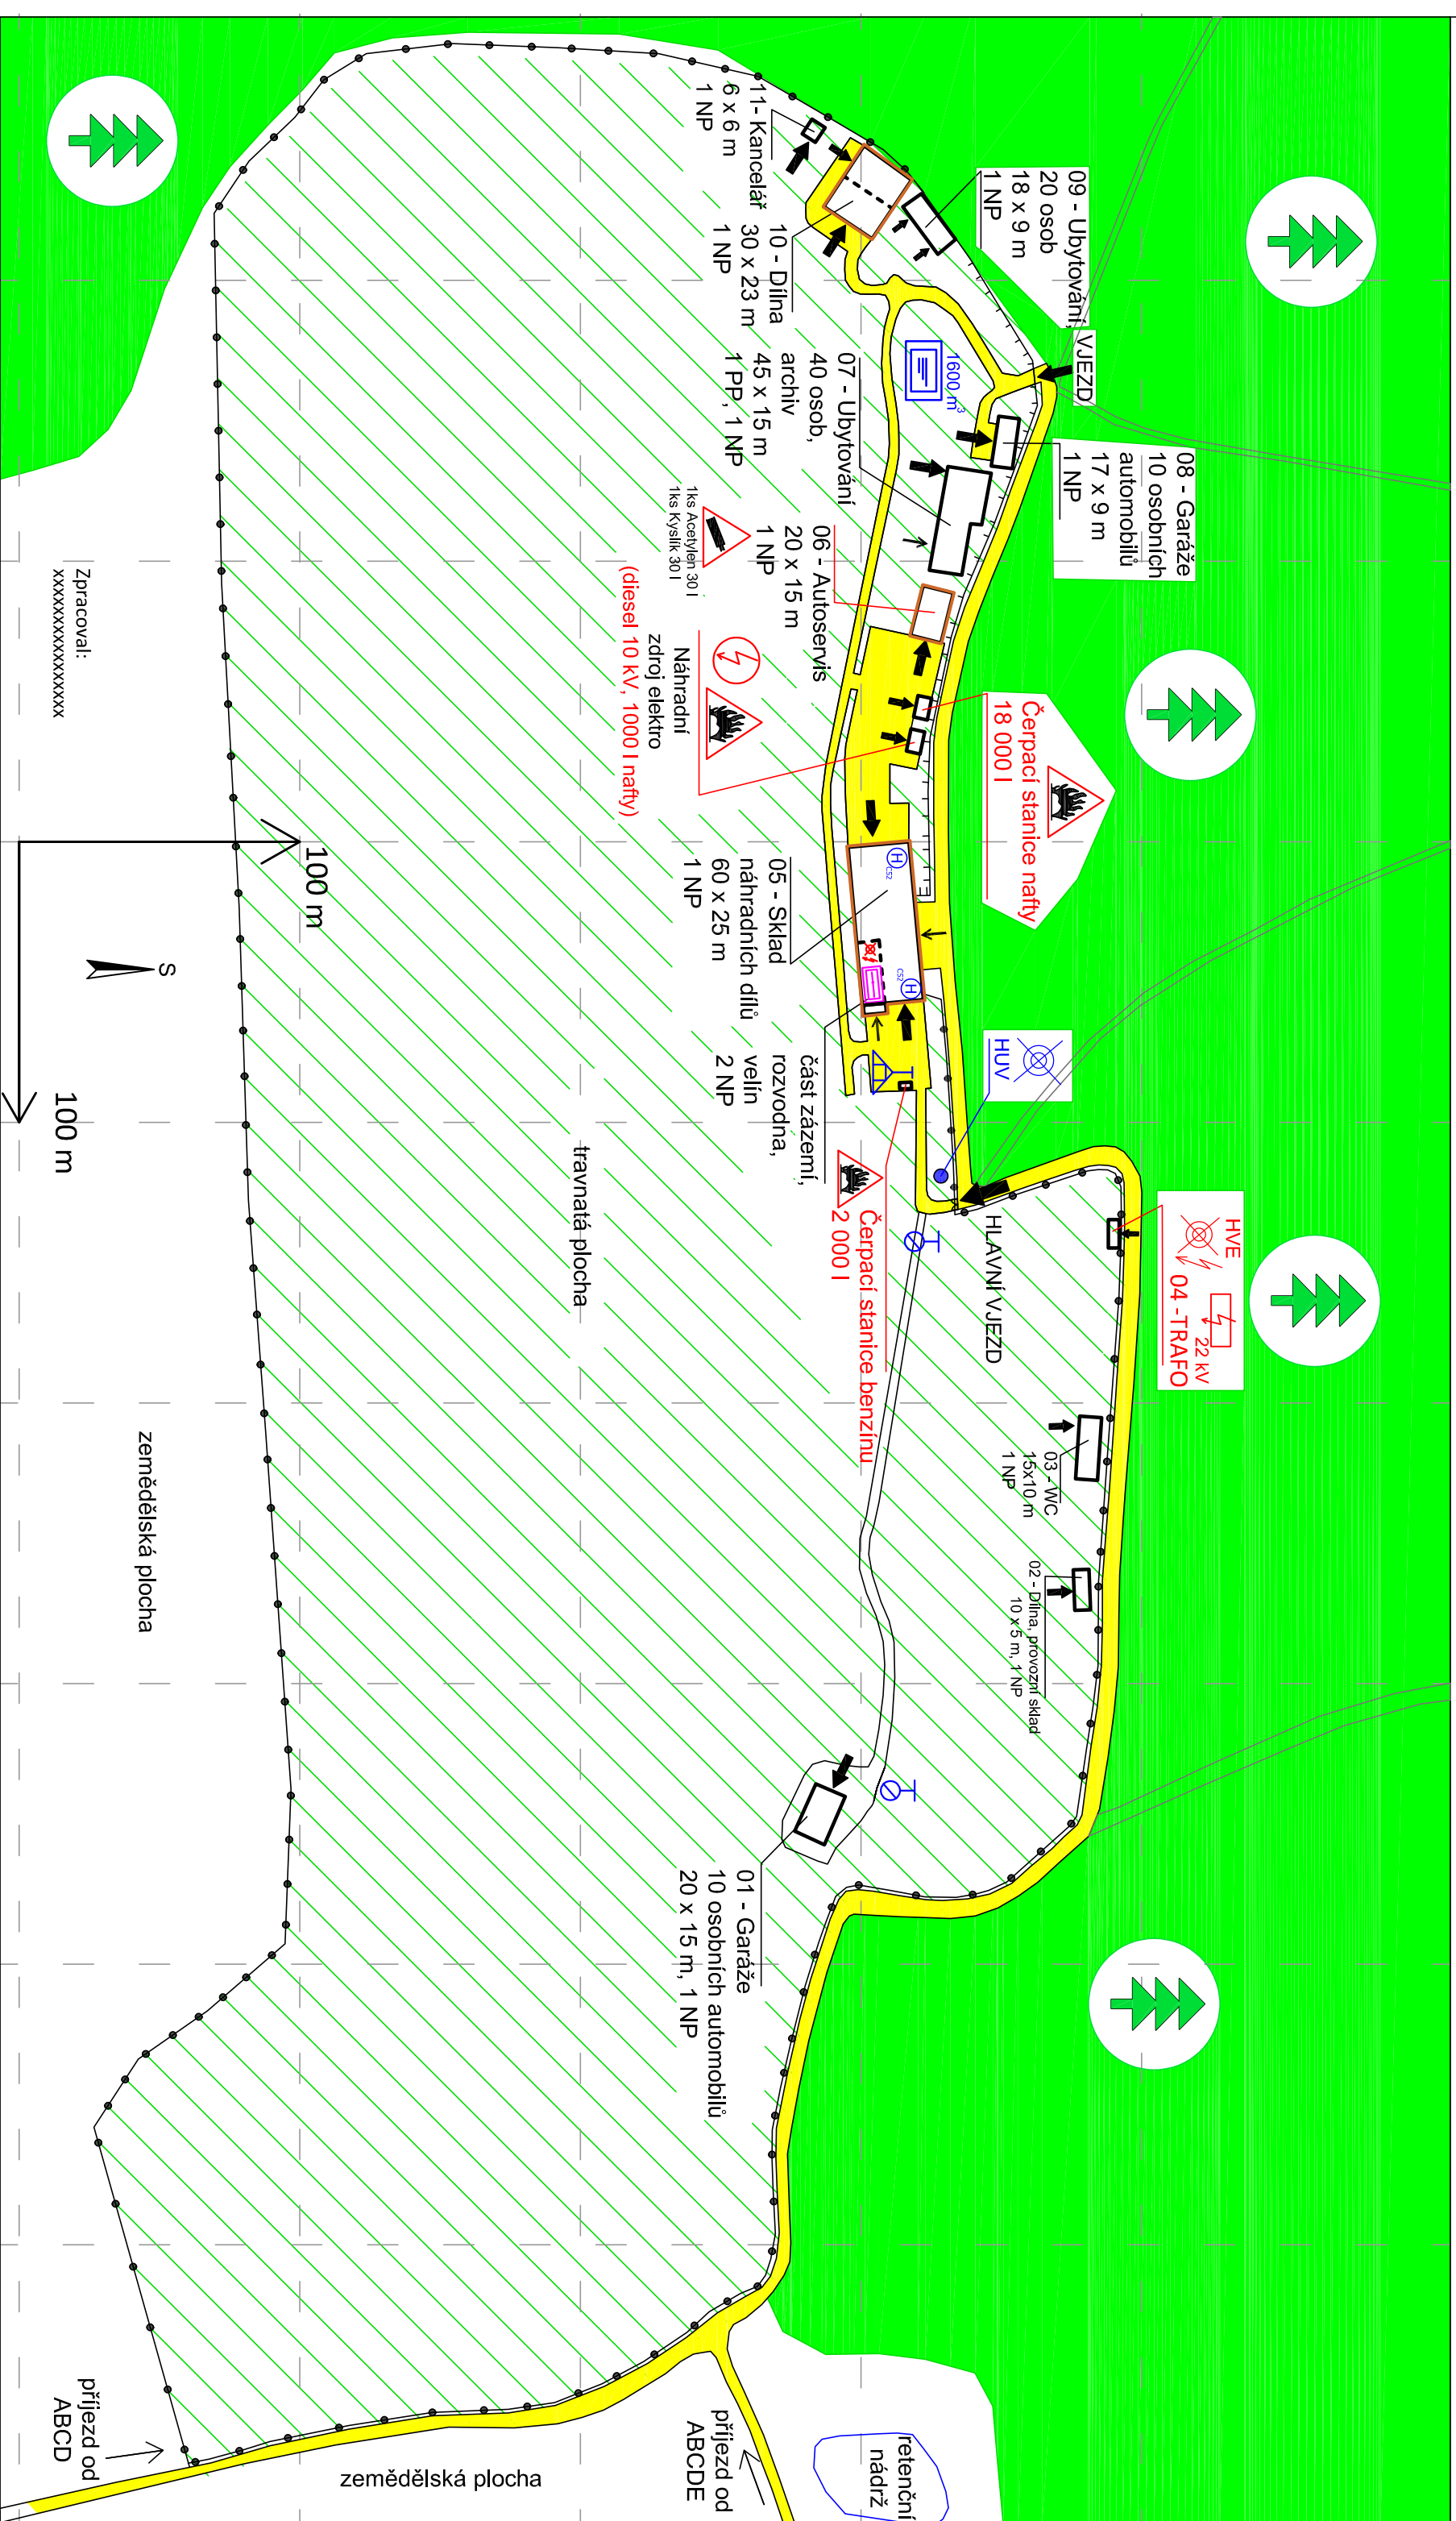 09 - Ubytování,
20 osob
18 x 9 m
1 NP
VJEZD
08 - Garáže
10 osobních
automobilů
17 x 9 m
1 NP
Čerpací stanice nafty
18 000 l
HUV
HVE
22 kV
04 -TRAFO
HLAVNÍ VJEZD
03 - WC
15x10 m
1 NP
02 - Dílna, provozní sklad
10 x 5 m, 1 NP
11- Kancelář
6 x 6 m
1 NP
10 - Dílna
30 x 23 m
1 NP
1600 m³
07 - Ubytování
40 osob,
archiv
45 x 15 m
1 PP, 1 NP
06 - Autoservis
20 x 15 m
1 NP
1ks Acetylen 30 l
1ks Kyslík 30 l
Náhradní
zdroj elektro
(diesel 10 kV, 1000 l nafty)
H
C52
H
C52
05 - Sklad
náhradních dílů
60 x 25 m
1 NP
část zázemí,
rozvodna,
velín
2 NP
Čerpací stanice benzínu
2 000 l
01 - Garáže
10 osobních automobilů
20 x 15 m, 1 NP
retenční
nádrž
příjezd od
ABCDE
travnatá plocha
zemědělská plocha
zemědělská plocha
příjezd od
ABCD
100 m
100 m
S
Zpracoval:
xxxxxxxxxxxxxxxx